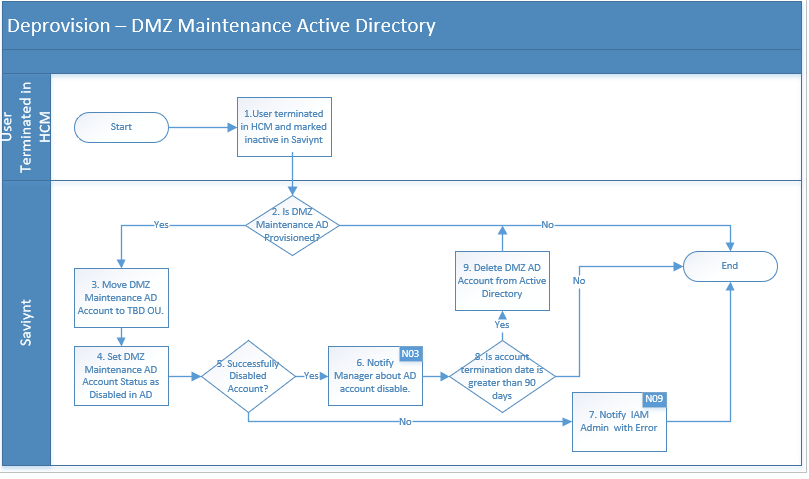 Deprovision – DMZ Maintenance Active Directory
User
Terminated in
HCM
Start
1.User terminated
in HCM and marked
inactive in Saviynt
Saviynt
2. Is DMZ
Maintenance AD
Provisioned?
Yes
No
3. Move DMZ
Maintenance AD
Account to TBD OU.
9. Delete DMZ AD
Account from Active
Directory
End
No
Yes
4. Set DMZ
Maintenance AD
Account Status as
Disabled in AD
5. Successfully
Disabled
Account?
Yes
N03
6. Notify
Manager about AD
account disable.
8. Is account
termination date is
greater than 90
days
No
N09
7. Notify IAM
Admin with Error